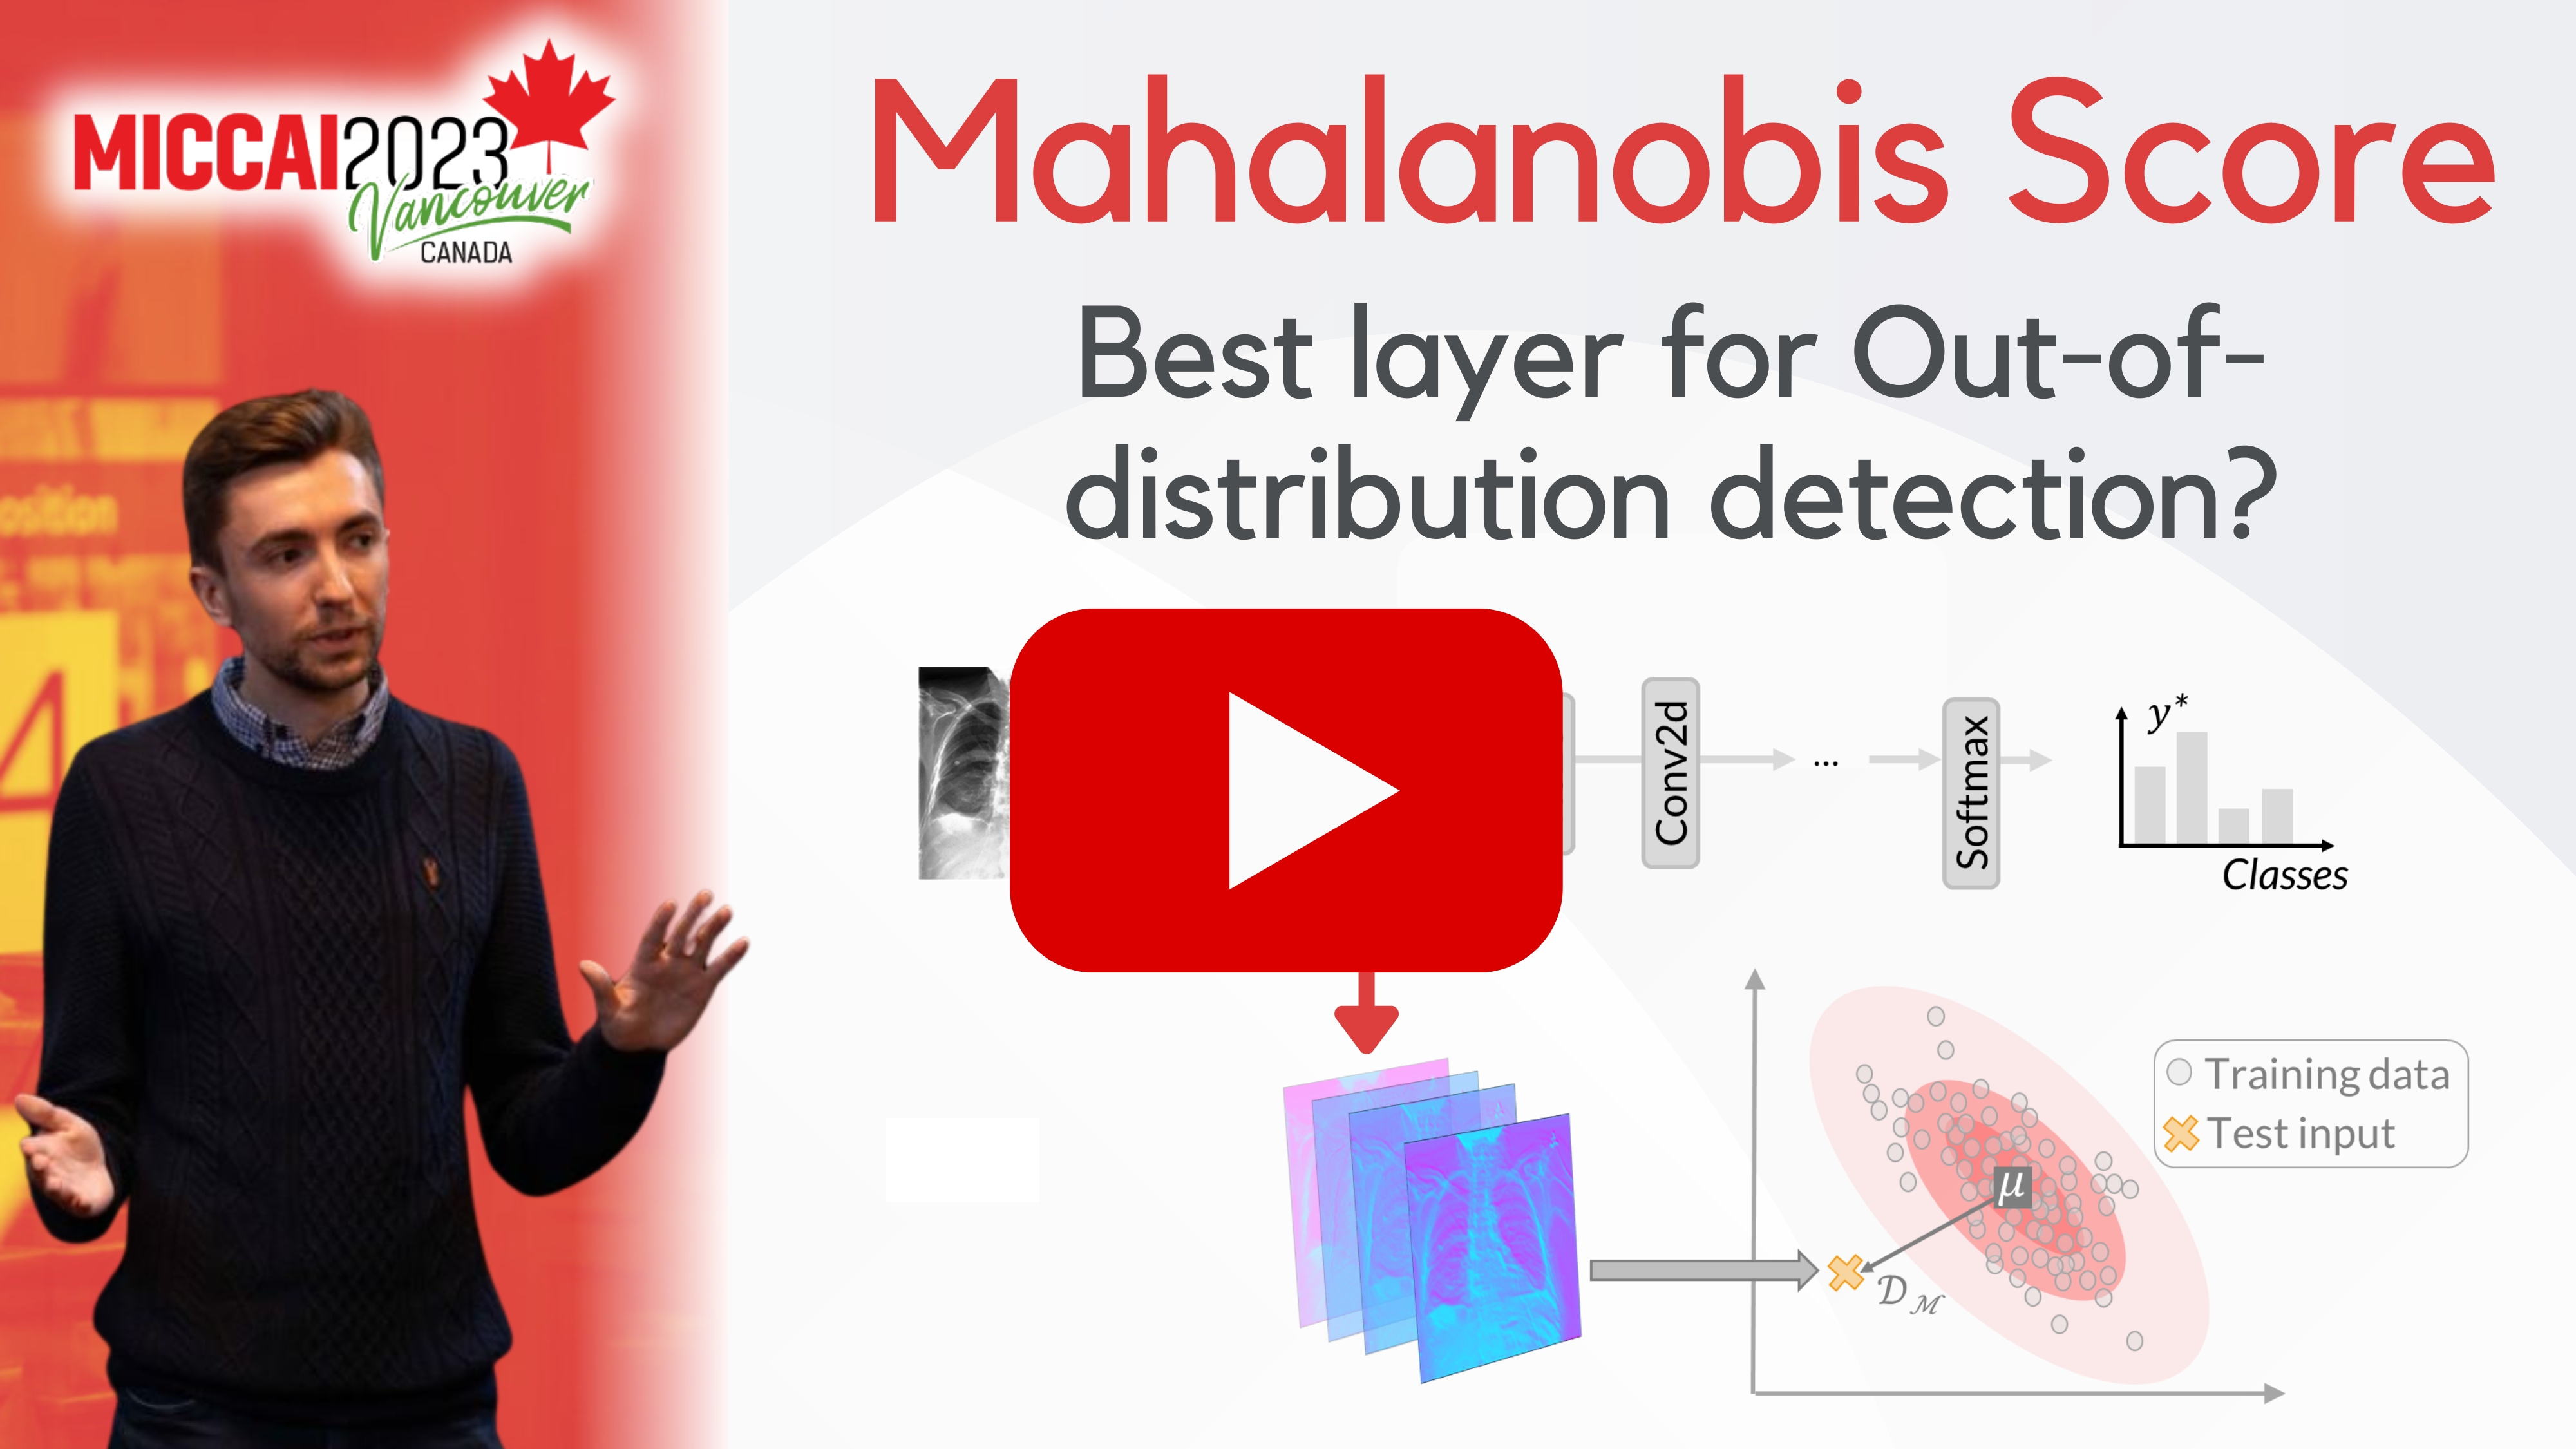 MICCAI2023
Vancouver
CANADA
Mahalanobis Score
Best layer for Out-of-
distribution detection?
osition
Conv2d
...
Softmax
y*
Classes
Training data
Test input
μ
D_M